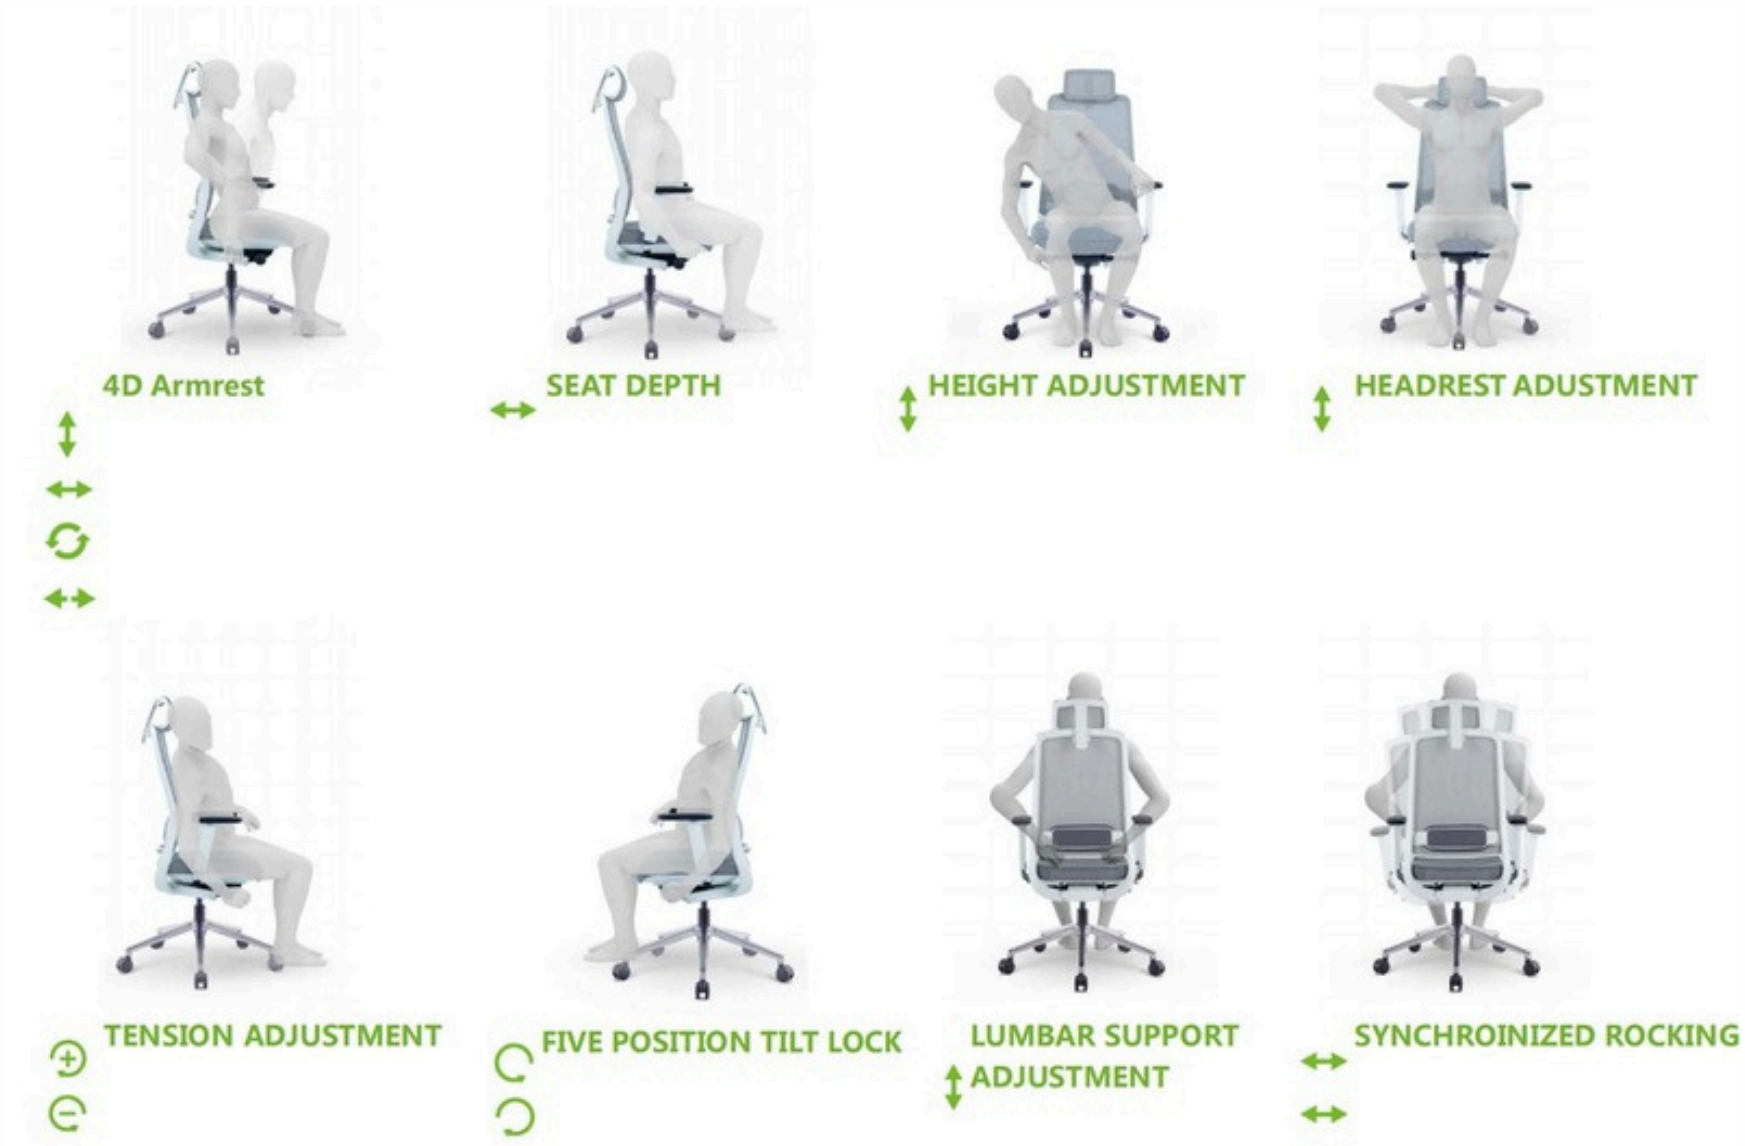 4D Armrest
SEAT DEPTH
HEIGHT ADJUSTMENT
HEADREST ADUSTMENT
TENSION ADJUSTMENT
FIVE POSITION TILT LOCK
LUMBAR SUPPORT
ADJUSTMENT
SYNCHROINIZED ROCKING